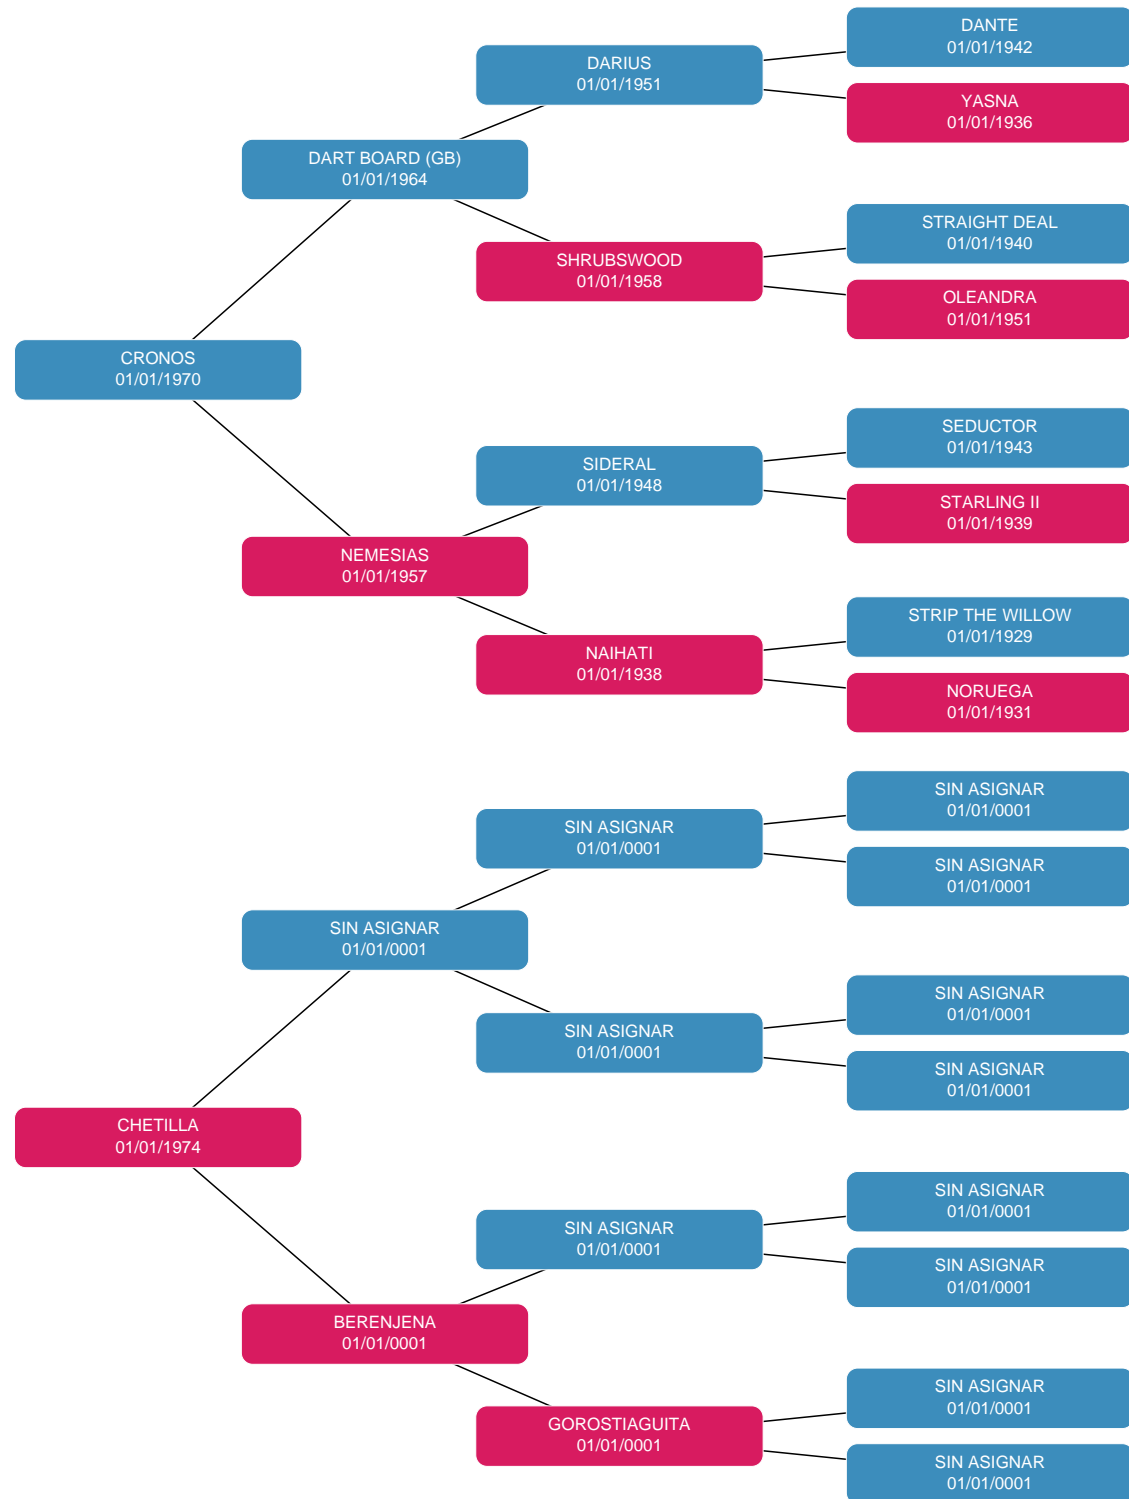 DANTE
01/01/1942
DARIUS
01/01/1951
YASNA
01/01/1936
DART BOARD (GB)
01/01/1964
STRAIGHT DEAL
01/01/1940
SHRUBSWOOD
01/01/1958
OLEANDRA
01/01/1951
CRONOS
01/01/1970
SEDUCTOR
01/01/1943
SIDERAL
01/01/1948
STARLING II
01/01/1939
NEMESIAS
01/01/1957
STRIP THE WILLOW
01/01/1929
NAIHATI
01/01/1938
NORUEGA
01/01/1931
SIN ASIGNAR
01/01/0001
SIN ASIGNAR
01/01/0001
SIN ASIGNAR
01/01/0001
SIN ASIGNAR
01/01/0001
SIN ASIGNAR
01/01/0001
SIN ASIGNAR
01/01/0001
SIN ASIGNAR
01/01/0001
CHETILLA
01/01/1974
SIN ASIGNAR
01/01/0001
SIN ASIGNAR
01/01/0001
SIN ASIGNAR
01/01/0001
BERENJENA
01/01/0001
SIN ASIGNAR
01/01/0001
GOROSTIAGUITA
01/01/0001
SIN ASIGNAR
01/01/0001